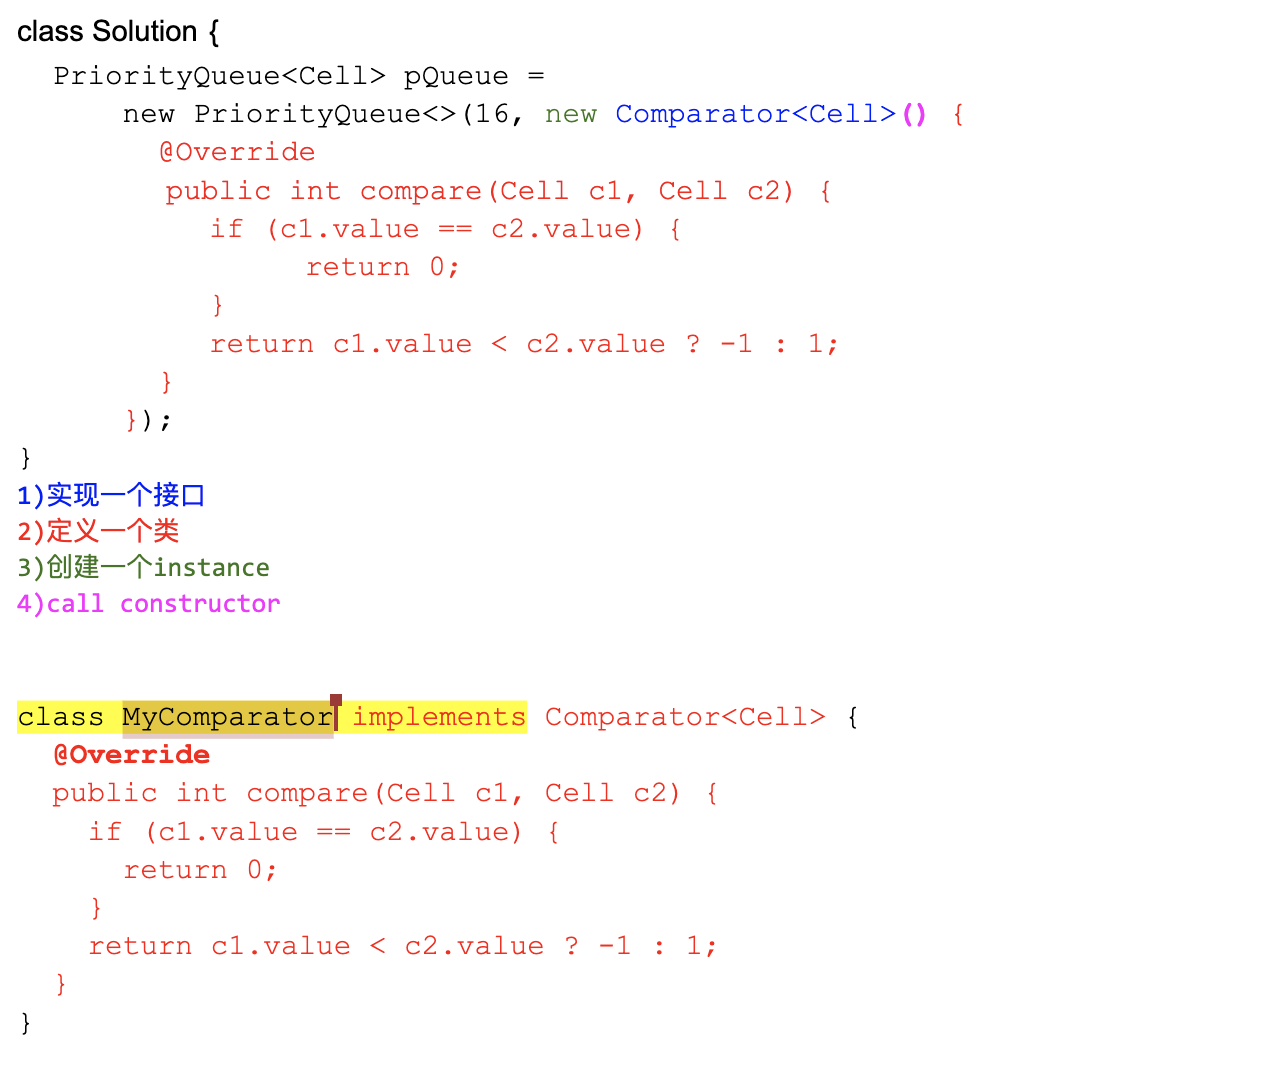 class Solution {
PriorityQueue<Cell> pQueue =
new PriorityQueue<>(16, new Comparator<Cell>() {
@Override
public int compare(Cell c1, Cell c2) {
if (c1.value == c2.value) {
return 0;
}
return c1.value < c2.value ? -1 : 1;
}
});
}
1)实现一个接口
2)定义一个类
3)创建一个instance
4)call constructor
class MyComparator implements Comparator<Cell> {
@Override
public int compare(Cell c1, Cell c2) {
if (c1.value == c2.value) {
return 0;
}
return c1.value < c2.value ? -1 : 1;
}
}